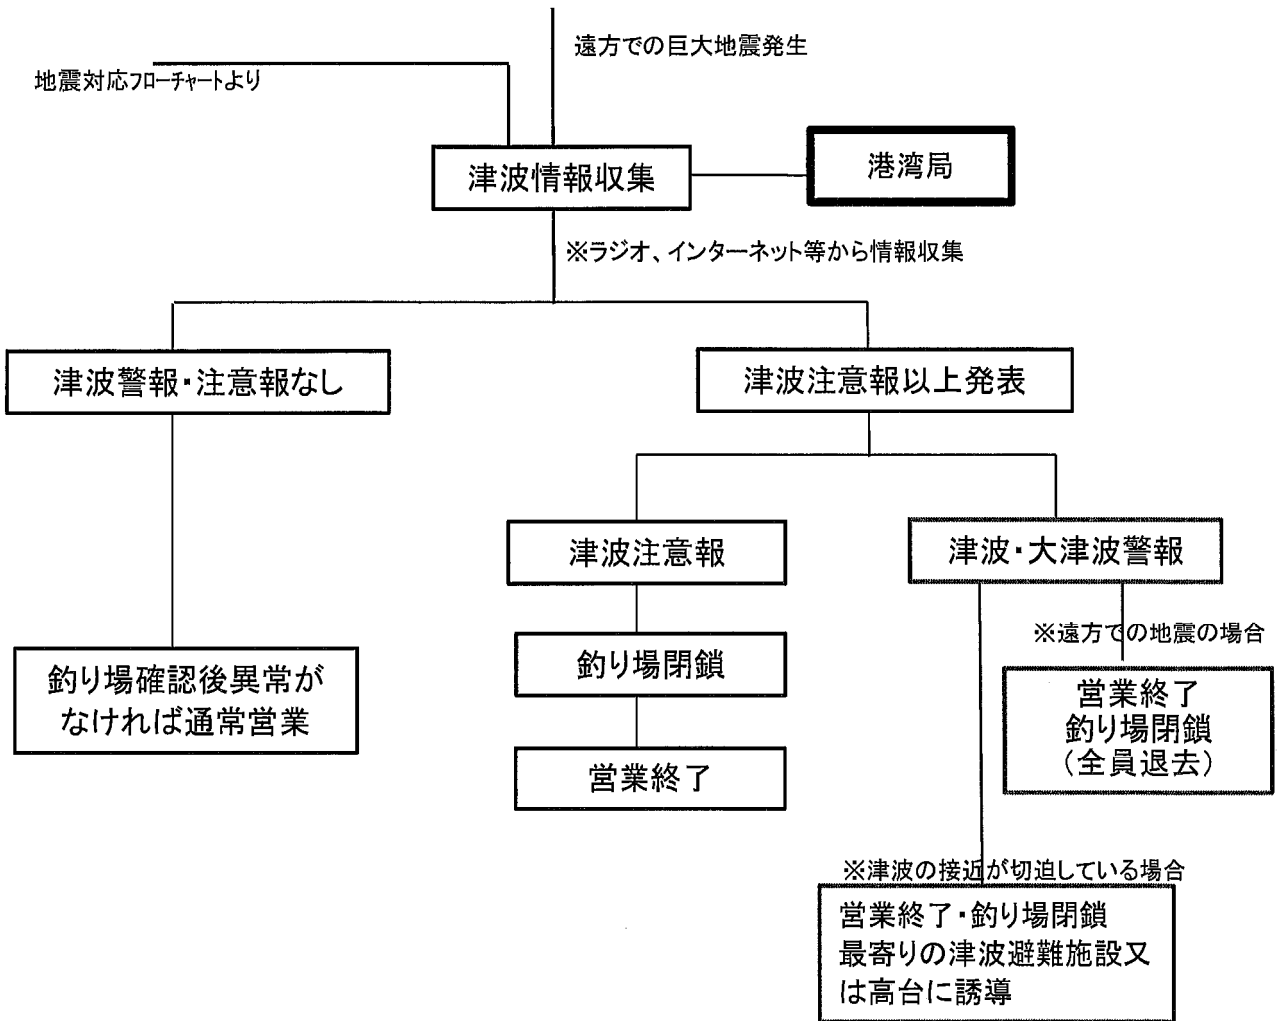 遠方での巨大地震発生
地震対応フローチャートより
津波情報収集
港湾局
※ラジオ、インターネット等から情報収集
津波警報・注意報なし
津波注意報以上発表
津波注意報
津波・大津波警報
※遠方での地震の場合
釣り場確認後異常が
なければ通常営業
釣り場閉鎖
営業終了
営業終了
釣り場閉鎖
（全員退去）
※津波の接近が切迫している場合
営業終了・釣り場閉鎖
最寄りの津波避難施設又
は高台に誘導